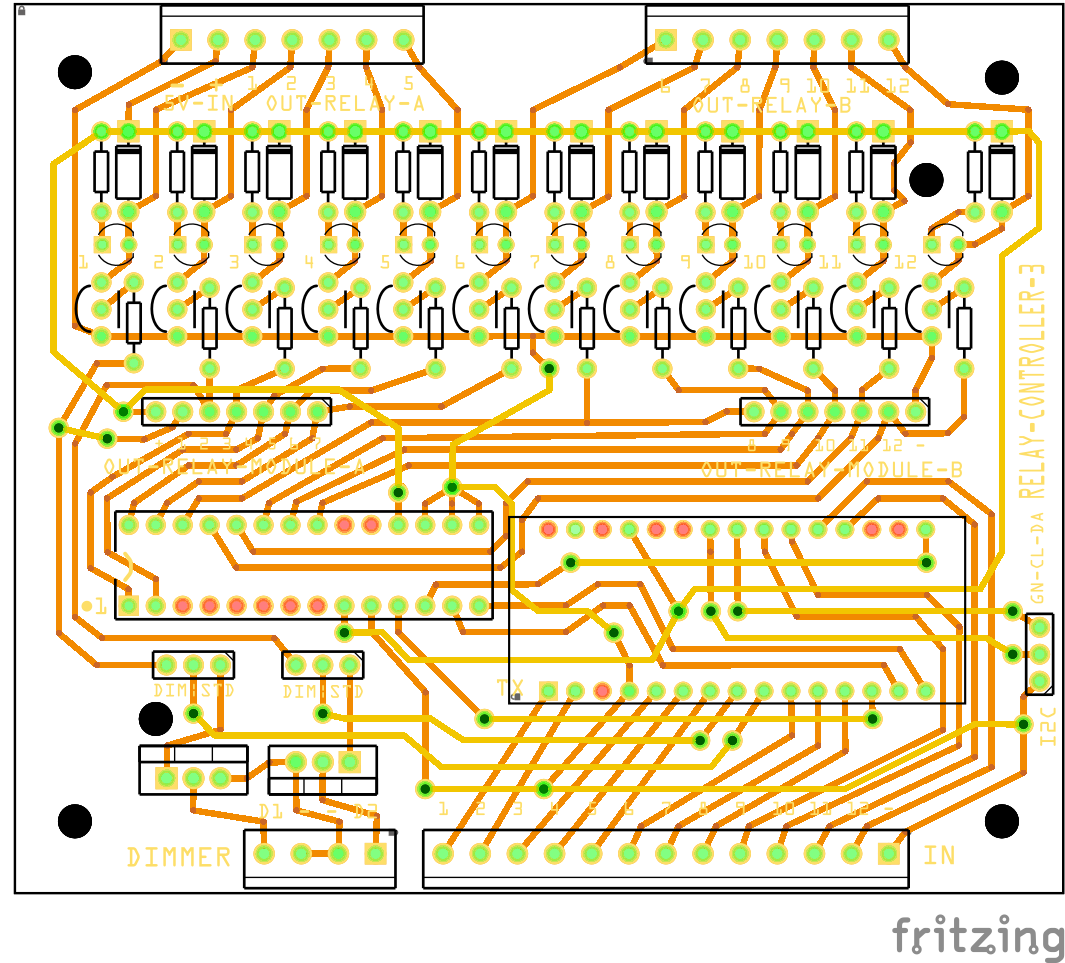 - + 1 2 3 4 5
5V-IN OUT-RELAY-A
6 7 8 9 10 11 12
OUT-RELAY-B
1 2 3 4 5 6 7 8 9 10 11 12
+ 1 2 3 4 5 6 7
OUT-RELAY-MODULE-A
8 9 10 11 12 -
OUT-RELAY-MODULE-B
RELAY-CONTROLLER-3
GN-CL-DA
1
DIM-STD
DIM-STD
TX
I2C
D1 - D2
DIMMER
1 2 3 4 5 6 7 8 9 10 11 12 -
IN
fritzing